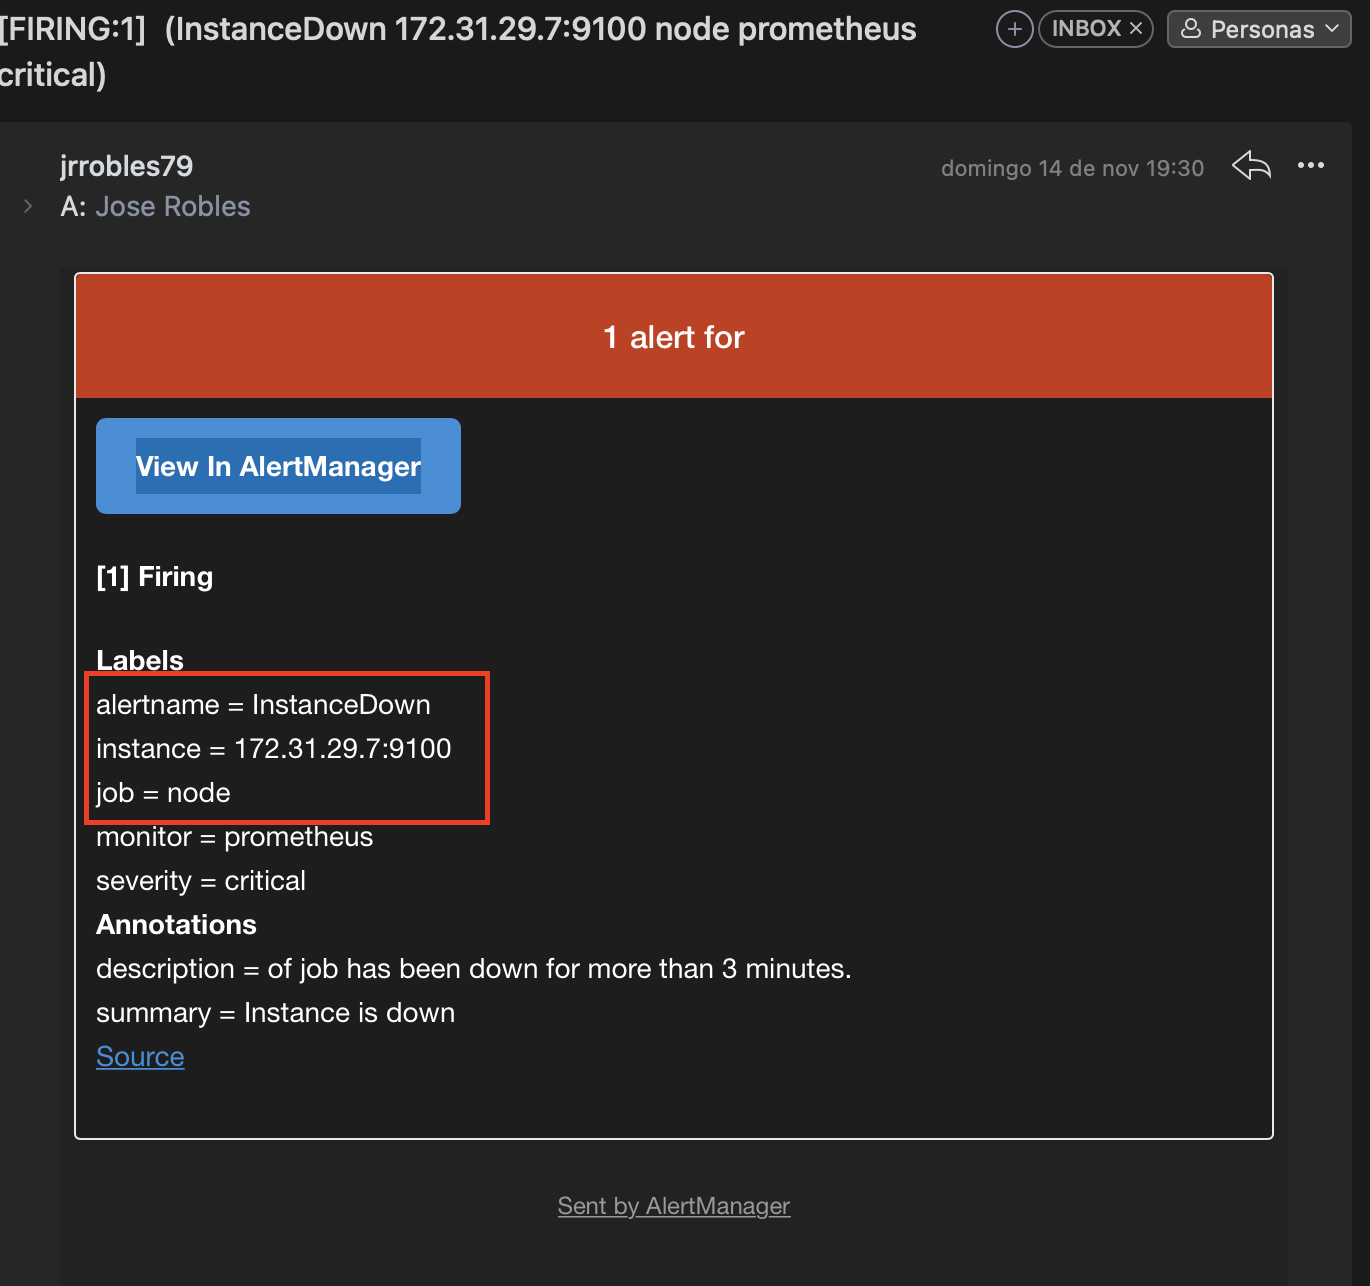 [FIRING:1] (InstanceDown 172.31.29.7:9100 node prometheus
critical)
INBOX
Personas
jrrobles79
domingo 14 de nov 19:30
A: Jose Robles
1 alert for
View In AlertManager
[1] Firing
Labels
alertname = InstanceDown
instance = 172.31.29.7:9100
job = node
monitor = prometheus
severity = critical
Annotations
description = of job has been down for more than 3 minutes.
summary = Instance is down
Source
Sent by AlertManager